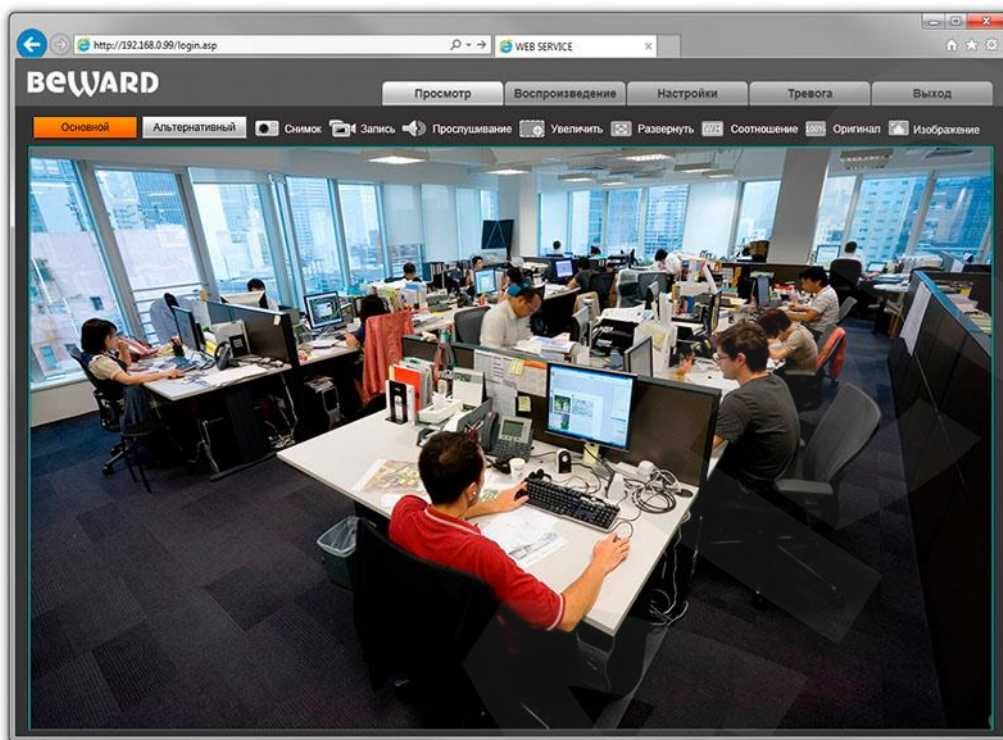 http://192.168.0.99/login.asp
WEB SERVICE
BEWARD
Просмотр Воспроизведение Настройки Тревога Выход
Основной Альтернативный Снимок Запись Прослушивание Увеличить Развернуть Соотношение 100% Оригинал Изображение